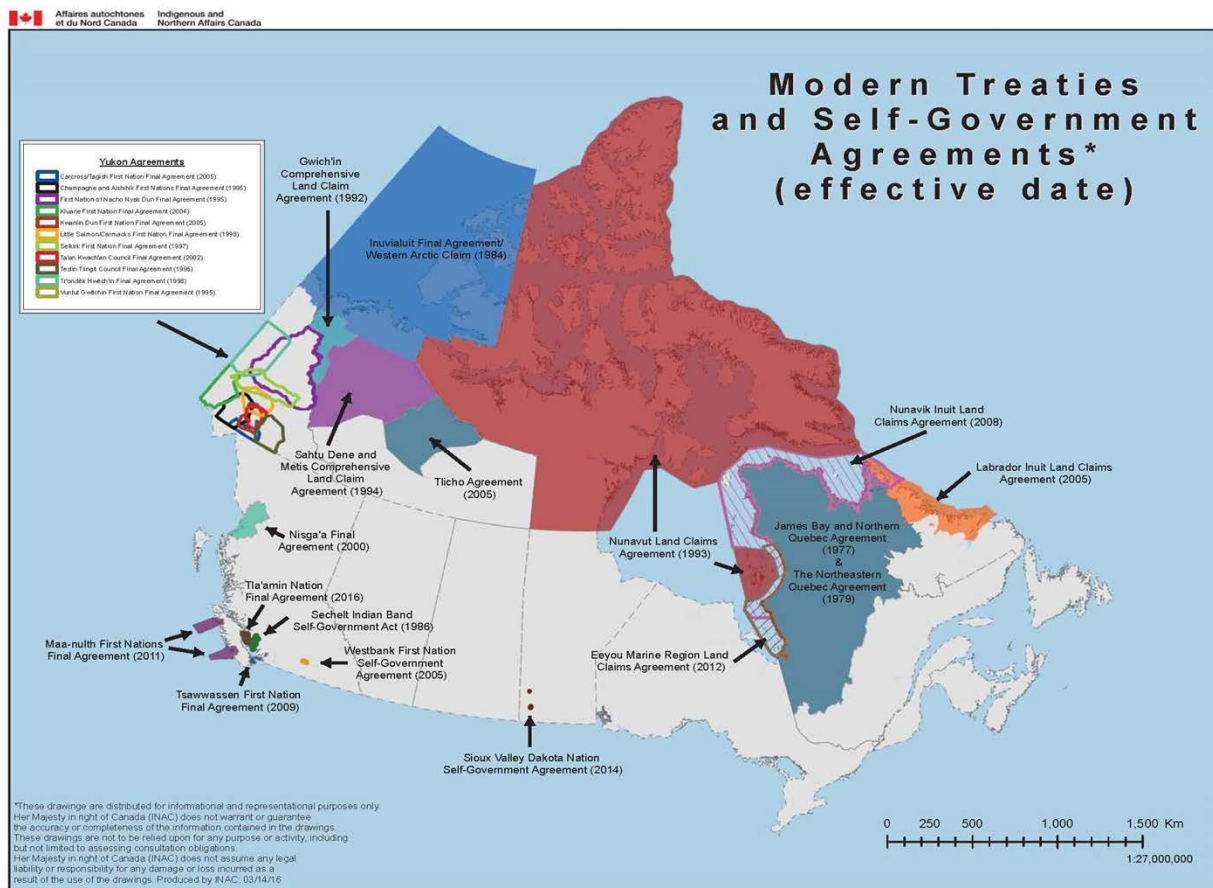 Affaires autochtones
et du Nord Canada
Indigenous and
Northern Affairs Canada
Modern Treaties
and Self-Government
Agreements*
(effective date)
Yukon Agreements
Carcross/Tagish First Nation Final Agreement (2005)
Champagne and Aishihik First Nations Final Agreement (1995)
First Nation of Nacho Nyak Dun Final Agreement (1995)
Kluane First Nation Final Agreement (2004)
Kwanlin Dun First Nation Final Agreement (2005)
Little Salmon/Carmacks First Nation Final Agreement (1998)
Selkirk First Nation Final Agreement (1997)
Ta'an Kwach'an Council Final Agreement (2002)
Teslin Tlingit Council Final Agreement (1995)
Tr'ondëk Hwëch'in Final Agreement (1998)
Vuntut Gwitchin First Nation Final Agreement (1995)
Gwich'in
Comprehensive
Land Claim
Agreement (1992)
Inuvialuit Final Agreement/
Western Arctic Claim (1984)
Sahtu Dene and
Metis Comprehensive
Land Claim
Agreement (1994)
Tlicho Agreement
(2005)
Nunavik Inuit Land
Claims Agreement (2008)
Labrador Inuit Land Claims
Agreement (2005)
Nunavut Land Claims
Agreement (1993)
James Bay and Northern
Quebec Agreement
(1977)
&
The Northeastern
Quebec Agreement
(1979)
Nisga'a Final
Agreement (2000)
Tla'amin Nation
Final Agreement (2016)
Sechelt Indian Band
Self-Government Act (1986)
Maa-nulth First Nations
Final Agreement (2011)
Westbank First Nation
Self-Government
Agreement (2005)
Eeyou Marine Region Land
Claims Agreement (2012)
Tsawwassen First Nation
Final Agreement (2009)
Sioux Valley Dakota Nation
Self-Government Agreement (2014)
*These drawinge are distributed for informational and representational purposes only.
Her Majesty in right of Canada (INAC) does not warrant or guarantee
the accuracy or completeness of the information contained in the drawings.
These drawings are not to be relied upon for any purpose or activity, including
but not limited to assessing consultation obligations.
Her Majesty in right of Canada (INAC) does not assume any legal
liability or responsibility for any damage or loss incurred as a
result of the use of the drawings. Produced by INAC: 03/14/16
0 250 500 1,000 1,500 Km
1:27,000,000